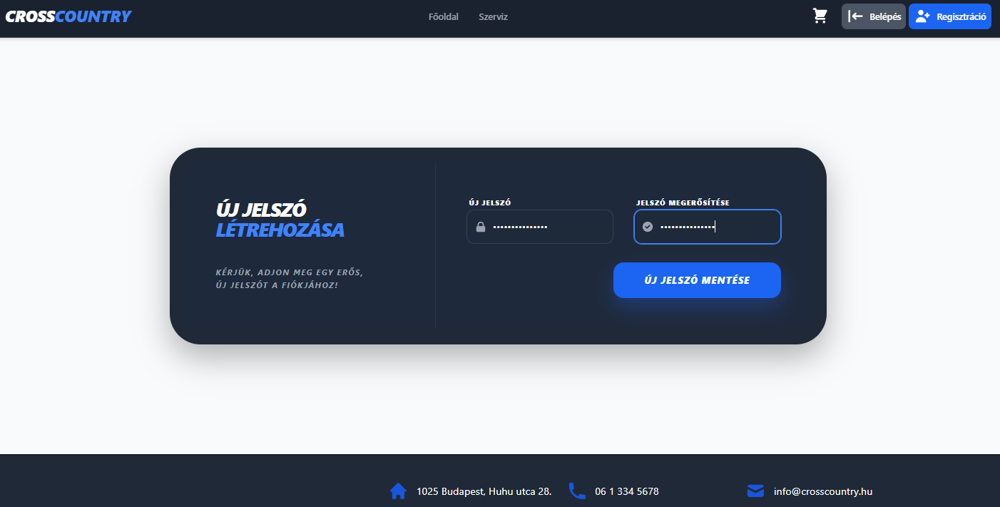 CROSSCOUNTRY
Főoldal
Szerviz
Belépés
Regisztráció
ÚJ JELSZÓ
LÉTREHOZÁSA
KÉRJÜK, ADJON MEG EGY ERŐS,
ÚJ JELSZÓT A FIÓKJÁHOZ!
ÚJ JELSZÓ
JELSZÓ MEGERŐSÍTÉSE
ÚJ JELSZÓ MENTÉSE
1025 Budapest, Huhu utca 28.
06 1 334 5678
info@crosscountry.hu